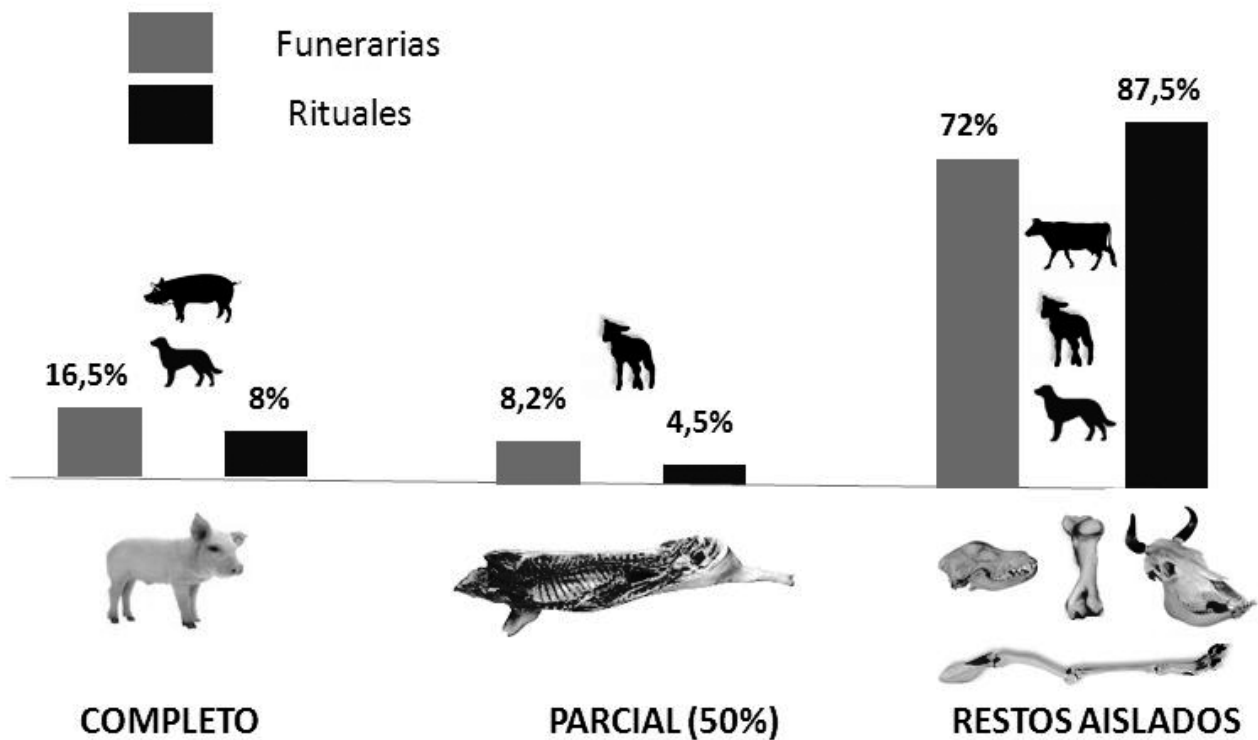 Funerarias
Rituales
87,5%
72%
16,5%
8%
8,2%
4,5%
COMPLETO
PARCIAL (50%)
RESTOS AISLADOS